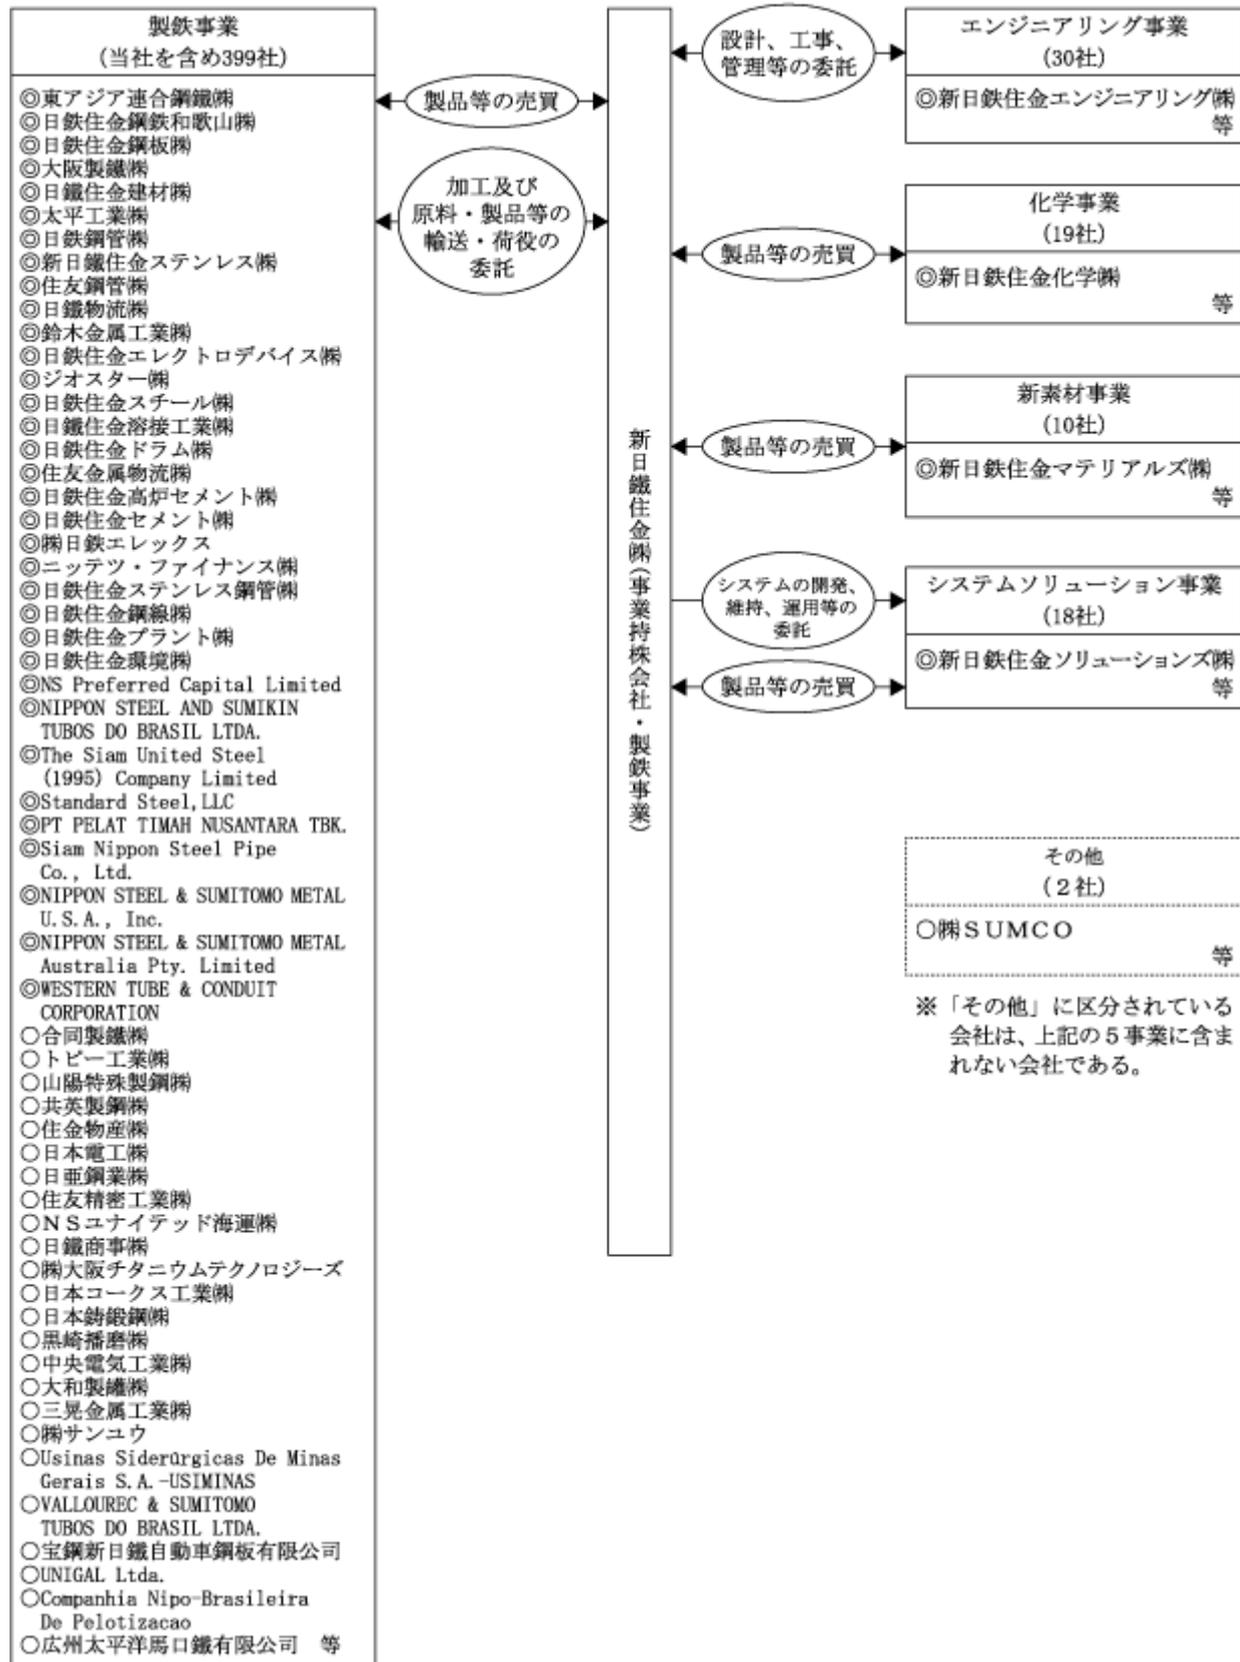 製鉄事業
(当社を含め399社)
◎東アジア連合鋼鐵㈱
◎日鉄住金鋼鉄和歌山㈱
◎日鉄住金鋼板㈱
◎大阪製鐵㈱
◎日鐵住金建材㈱
◎太平工業㈱
◎日鉄鋼管㈱
◎新日鐵住金ステンレス㈱
◎住友鋼管㈱
◎日鐵物流㈱
◎鈴木金属工業㈱
◎日鉄住金エレクトロデバイス㈱
◎ジオスター㈱
◎日鉄住金スチール㈱
◎日鐵住金溶接工業㈱
◎日鉄住金ドラム㈱
◎住友金属物流㈱
◎日鉄住金高炉セメント㈱
◎日鉄住金セメント㈱
◎㈱日鉄エレックス
◎ニッテツ・ファイナンス㈱
◎日鉄住金ステンレス鋼管㈱
◎日鉄住金鋼線㈱
◎日鉄住金プラント㈱
◎日鉄住金環境㈱
◎NS Preferred Capital Limited
◎NIPPON STEEL AND SUMIKIN
TUBOS DO BRASIL LTDA.
◎The Siam United Steel
(1995) Company Limited
◎Standard Steel,LLC
◎PT PELAT TIMAH NUSANTARA TBK.
◎Siam Nippon Steel Pipe
Co., Ltd.
◎NIPPON STEEL & SUMITOMO METAL
U.S.A., Inc.
◎NIPPON STEEL & SUMITOMO METAL
Australia Pty. Limited
◎WESTERN TUBE & CONDUIT
CORPORATION
○合同製鐵㈱
○トピー工業㈱
○山陽特殊製鋼㈱
○共英製鋼㈱
○住金物産㈱
○日本電工㈱
○日亜鋼業㈱
○住友精密工業㈱
○NSユナイテッド海運㈱
○日鐵商事㈱
○㈱大阪チタニウムテクノロジーズ
○日本コークス工業㈱
○日本鋳鍛鋼㈱
○黒崎播磨㈱
○中央電気工業㈱
○大和製罐㈱
○三晃金属工業㈱
○㈱サンユウ
○Usinas Siderúrgicas De Minas
Gerais S.A.-USIMINAS
○VALLOUREC & SUMITOMO
TUBOS DO BRASIL LTDA.
○宝鋼新日鐵自動車鋼板有限公司
○UNIGAL Ltda.
○Companhia Nipo-Brasileira
De Pelotizacao
○広州太平洋馬口鐵有限公司 等
製品等の売買
加工及び
原料・製品等の
輸送・荷役の
委託
新日鐵住金㈱(事業持株会社・製鉄事業)
設計、工事、
管理等の委託
製品等の売買
製品等の売買
システムの開発、
維持、運用等の
委託
製品等の売買
エンジニアリング事業
(30社)
◎新日鉄住金エンジニアリング㈱
等
化学事業
(19社)
◎新日鉄住金化学㈱
等
新素材事業
(10社)
◎新日鉄住金マテリアルズ㈱
等
システムソリューション事業
(18社)
◎新日鉄住金ソリューションズ㈱
等
その他
(2社)
○㈱SUMCO
等
※「その他」に区分されている
会社は、上記の5事業に含ま
れない会社である。